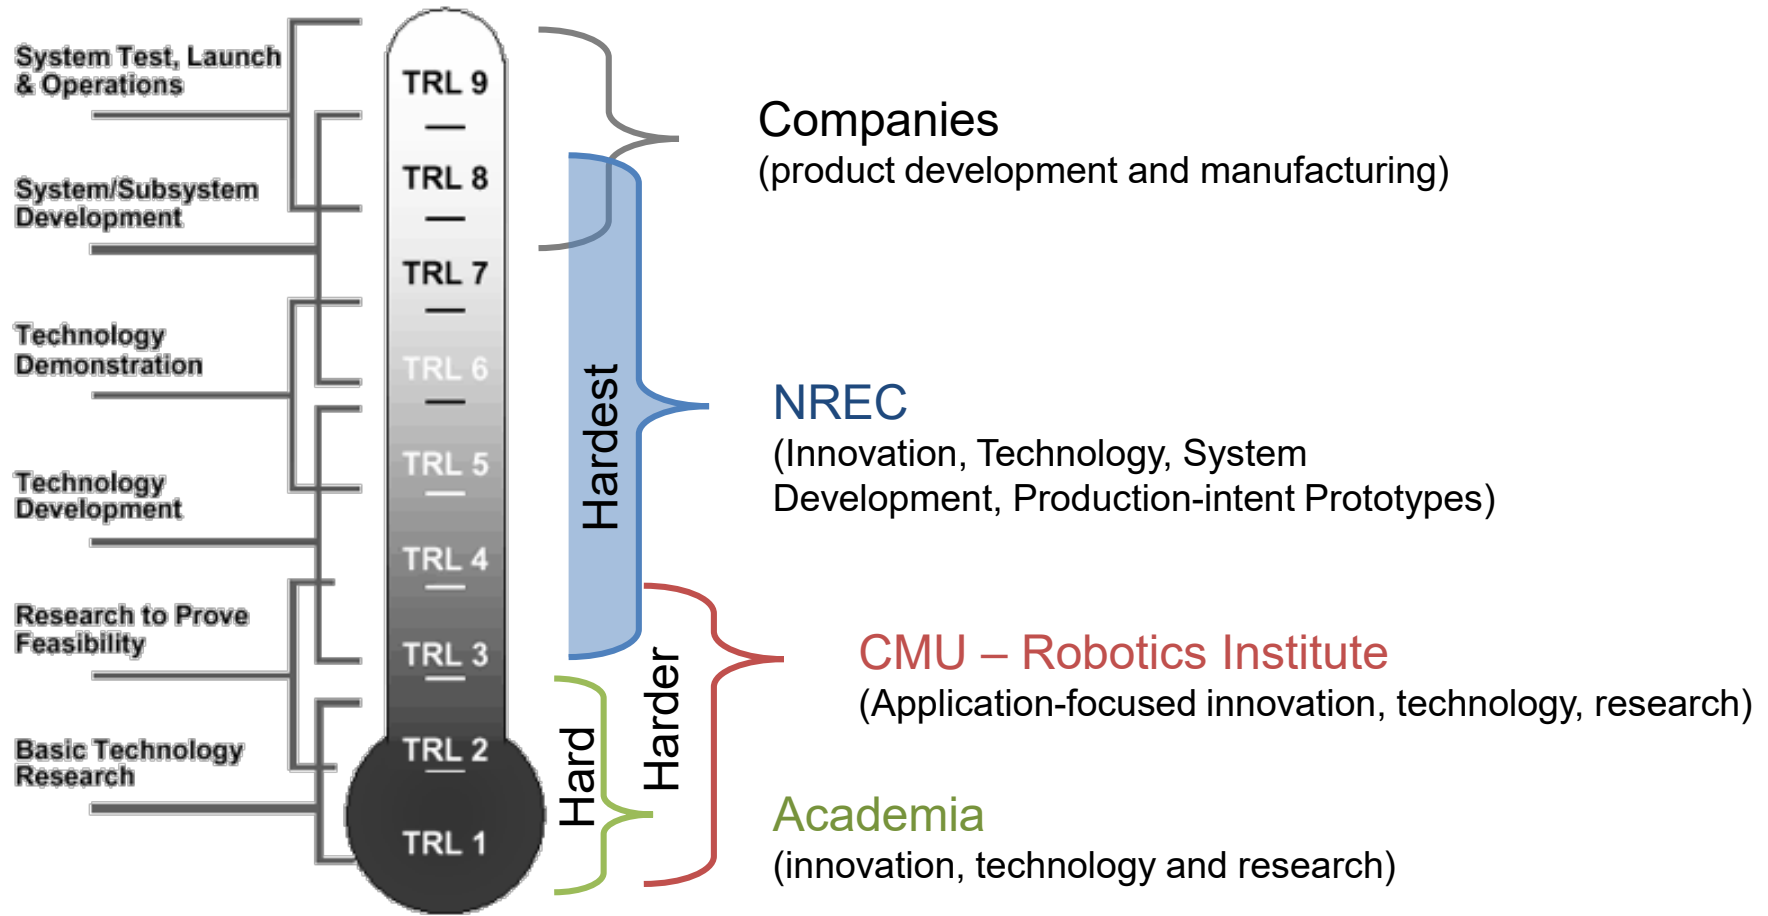 System Test, Launch
& Operations
System/Subsystem
Development
Technology
Demonstration
Technology
Development
Research to Prove
Feasibility
Basic Technology
Research
TRL 9
TRL 8
TRL 7
TRL 6
TRL 5
TRL 4
TRL 3
TRL 2
TRL 1
Hardest
Harder
Hard
Companies
(product development and manufacturing)
NREC
(Innovation, Technology, System
Development, Production-intent Prototypes)
CMU – Robotics Institute
(Application-focused innovation, technology, research)
Academia
(innovation, technology and research)